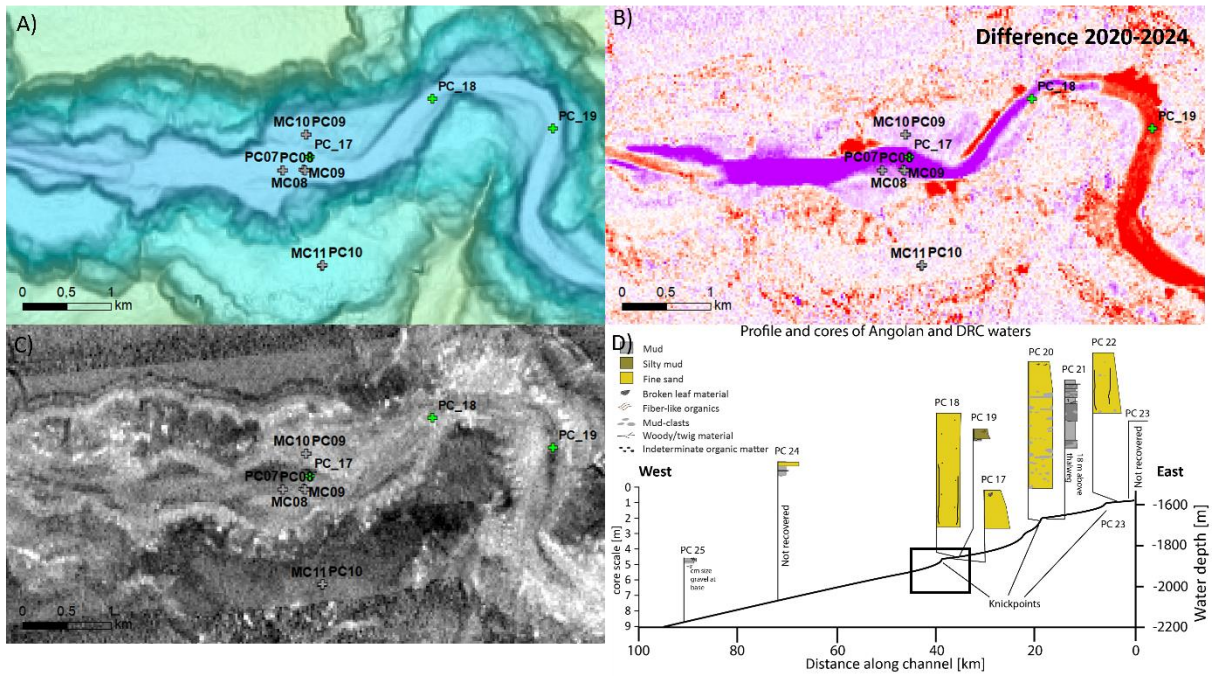 A)
PC_18
MC10 PC09
PC_19
PC_17
PC07 PC08
MC09
MC08
MC11 PC10
0 0,5 1
km
B)
Difference 2020-2024
PC_18
MC10 PC09
PC_19
PC_17
PC07 PC08
MC09
MC08
MC11 PC10
0 0,5 1
km
C)
PC_18
MC10 PC09
PC_19
PC_17
PC07 PC08
MC09
MC08
MC11 PC10
0 0,5 1
km
D)
Profile and cores of Angolan and DRC waters
Mud
Silty mud
Fine sand
Broken leaf material
Fiber-like organics
Mud-clasts
Woody/twig material
Indeterminate organic matter
PC 18
PC 19
PC 17
PC 20
PC 21
18 m above
thalweg
PC 22
PC 23
Not recovered
PC 24
Not recovered
PC 25
cm size
gravel at
base
West
East
PC 23
Knickpoints
core scale [m]
0
1
2
3
4
5
6
7
8
9
Water depth [m]
-1600
-1800
-2000
-2200
100 80 60 40 20 0
Distance along channel [km]